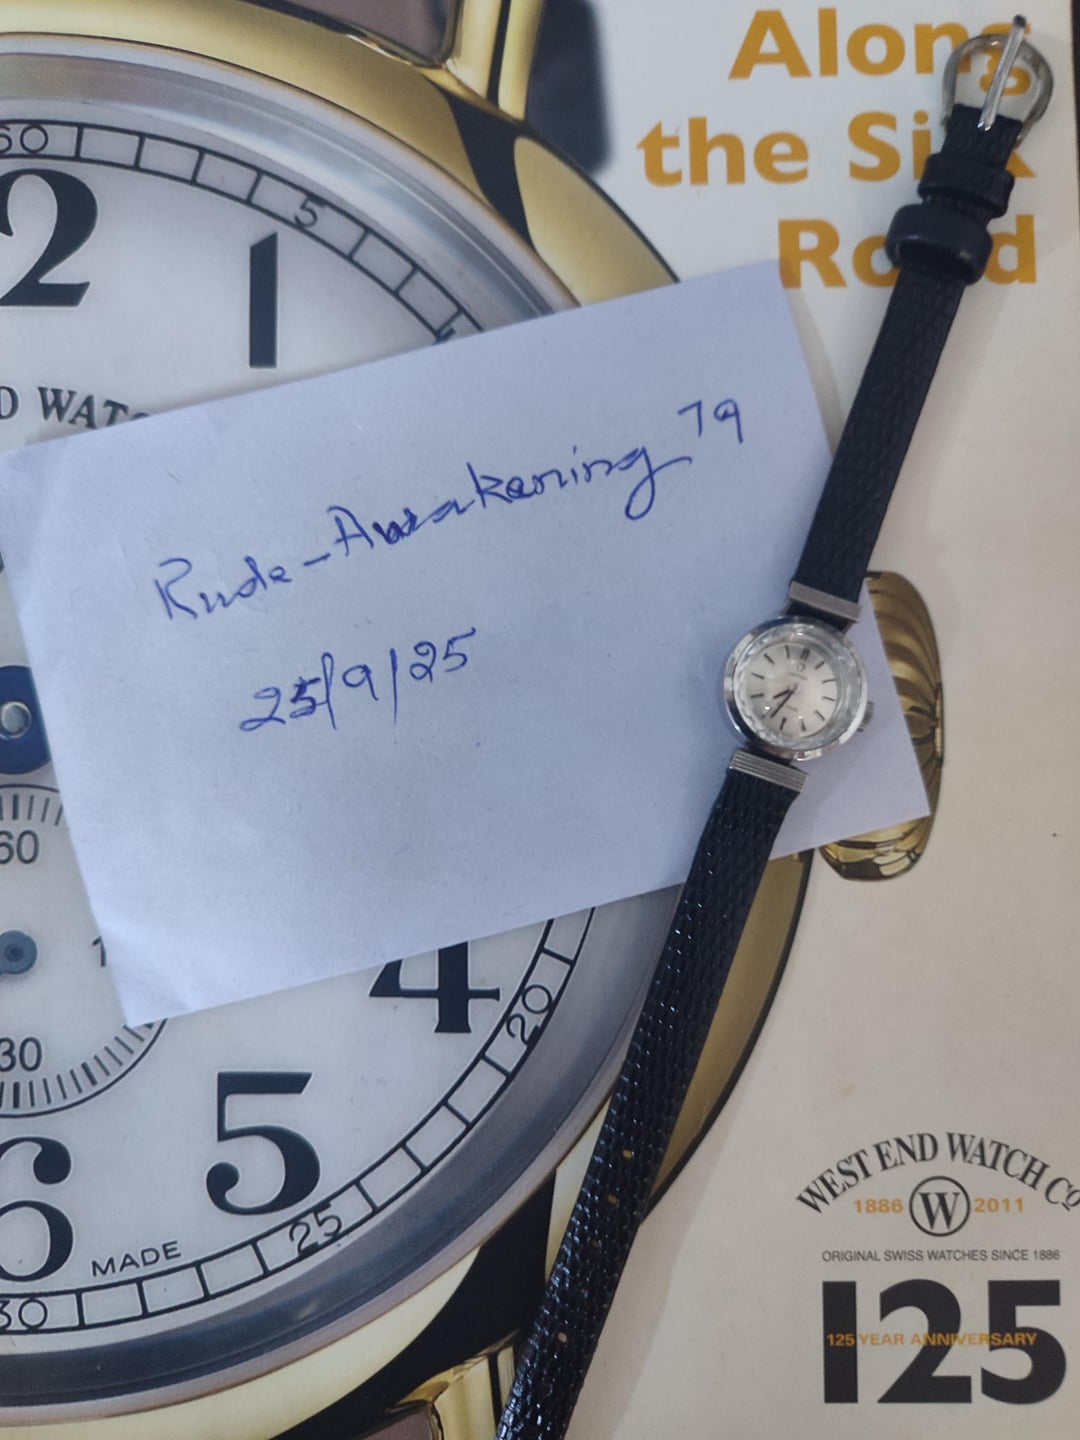 Along
the Silk
Road
60
5
2
1
D WATC
Rude-Awakening 79
25/9/25
60
30
4
20
5
25
6
MADE
30
WEST END WATCH Co
1886 W 2011
ORIGINAL SWISS WATCHES SINCE 1886
125
125 YEAR ANNIVERSARY